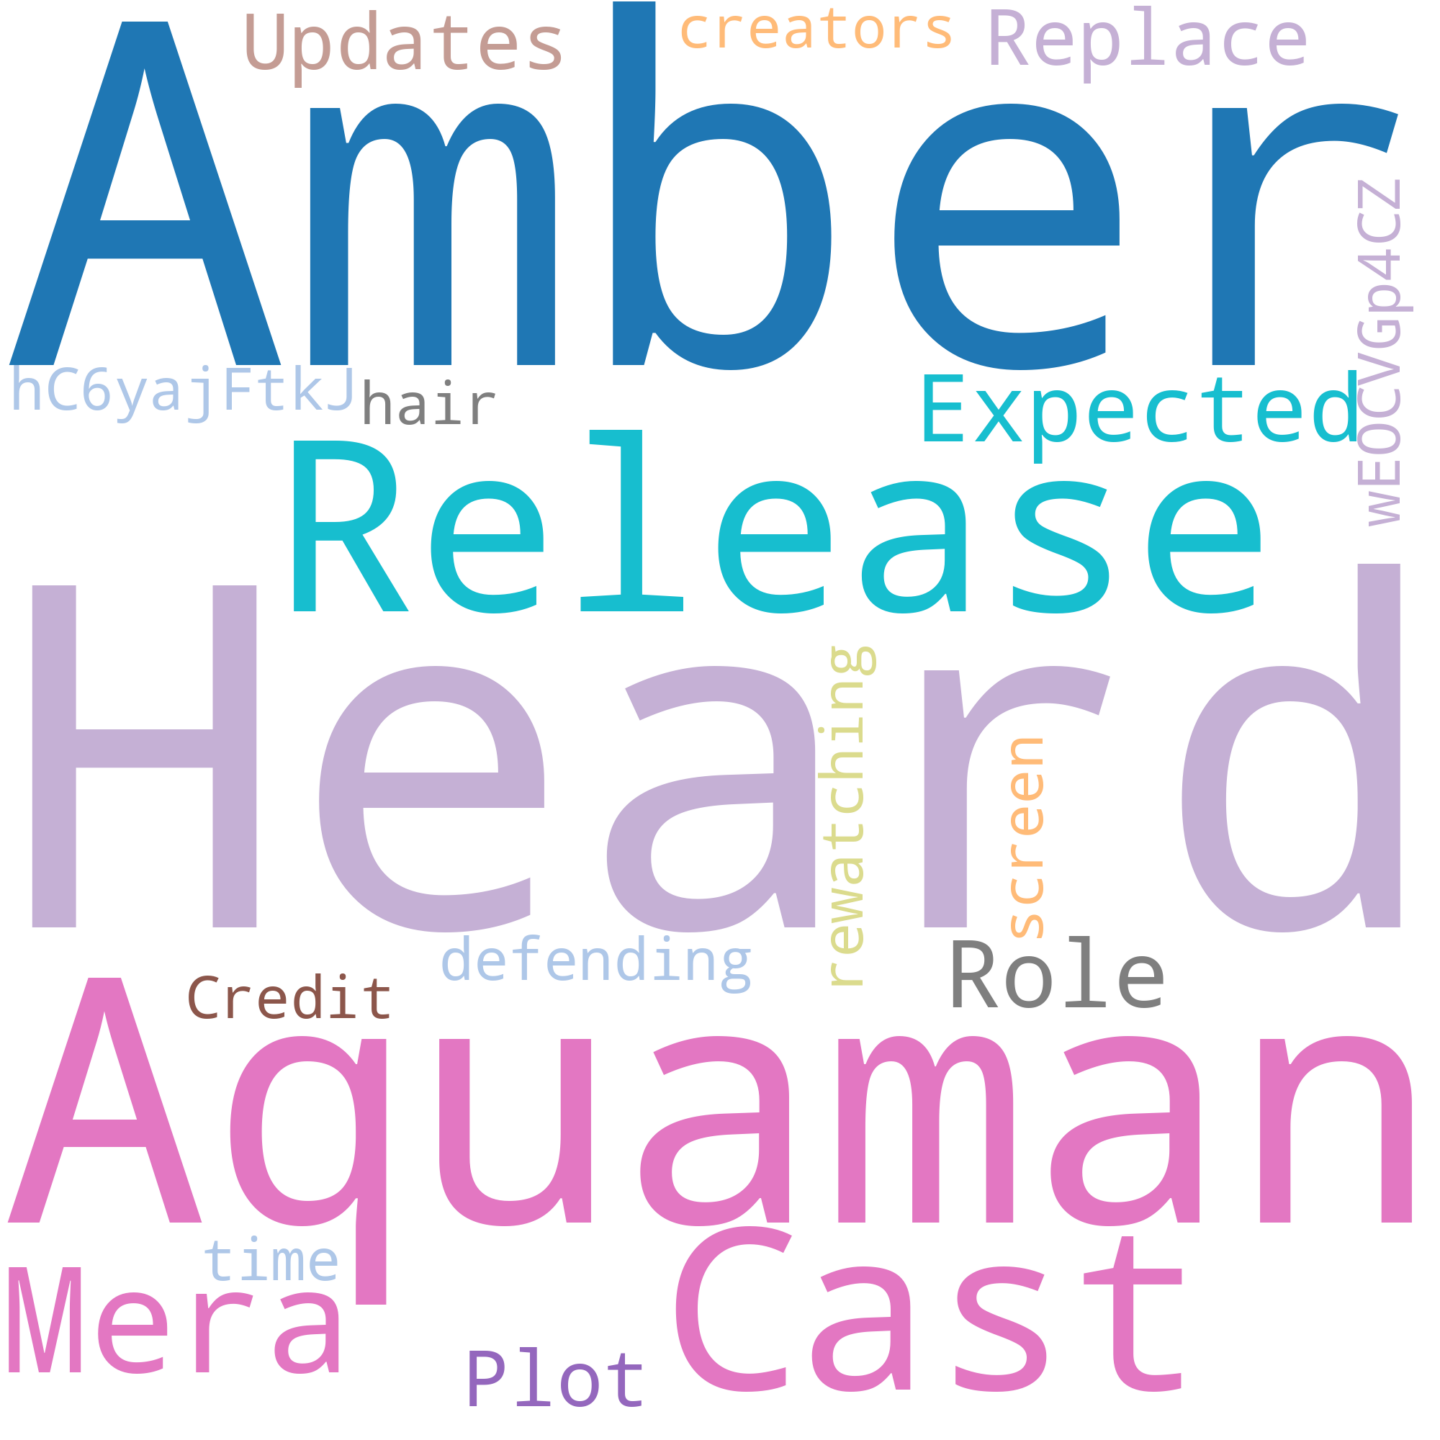 Updates
creators
Replace
Amber
wEOCVGp4CZ
hC6yajFtkJ
hair
Expected
Release
Heard
rewatching
screen
defending
Role
Credit
Aquaman
time
Mera
Cast
Plot